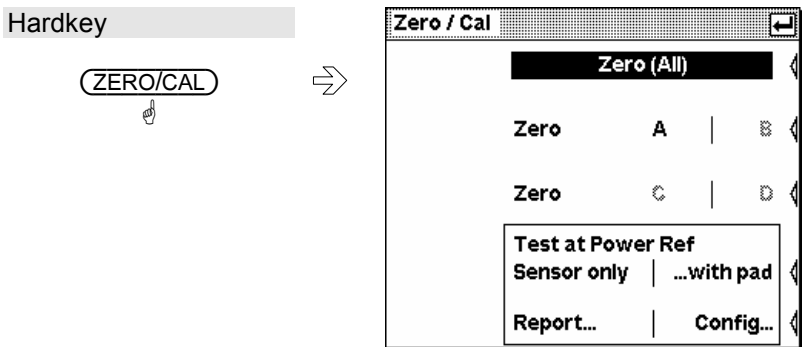 Hardkey
ZERO/CAL
Zero / Cal
Zero (All)
Zero A | B
Zero C | D
Test at Power Ref
Sensor only | ...with pad
Report... | Config...